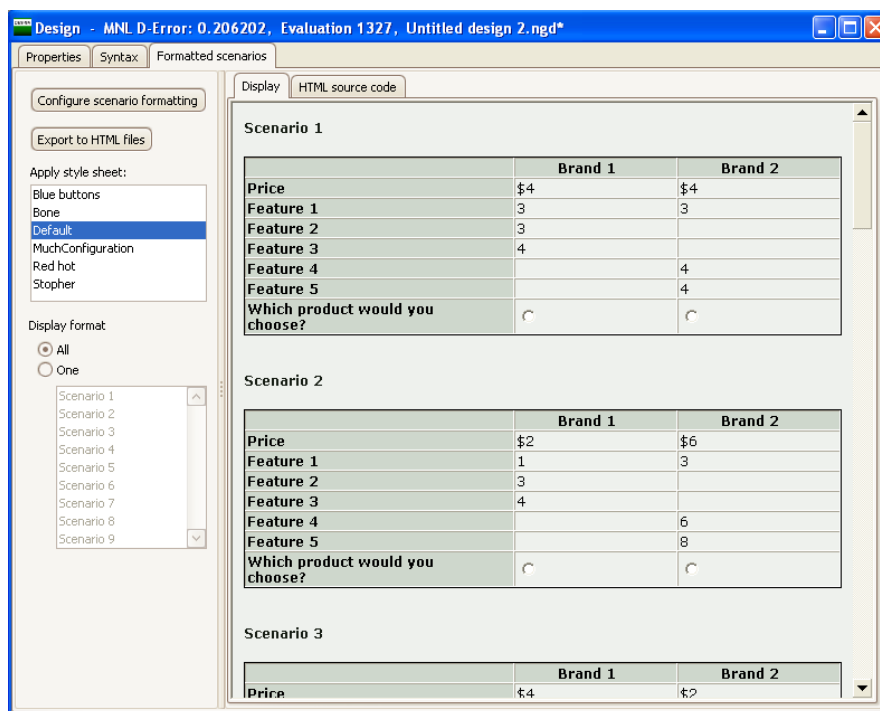 Design - MNL D-Error: 0.206202, Evaluation 1327, Untitled design 2.ngd*
Properties Syntax Formatted scenarios
Configure scenario formatting
Export to HTML files
Apply style sheet:
Blue buttons
Bone
Default
MuchConfiguration
Red hot
Stopher
Display format
All
One
Scenario 1
Scenario 2
Scenario 3
Scenario 4
Scenario 5
Scenario 6
Scenario 7
Scenario 8
Scenario 9
Display HTML source code
Scenario 1
Brand 1 Brand 2
Price $4 $4
Feature 1 3 3
Feature 2 3
Feature 3 4
Feature 4 4
Feature 5 4
Which product would you
choose?
Scenario 2
Brand 1 Brand 2
Price $2 $6
Feature 1 1 3
Feature 2 3
Feature 3 4
Feature 4 6
Feature 5 8
Which product would you
choose?
Scenario 3
Brand 1 Brand 2
Price $4 $2